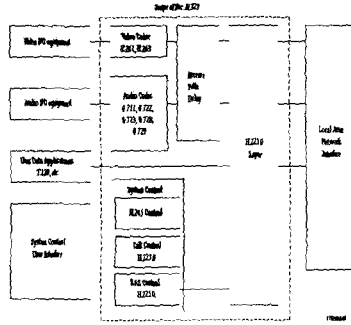 Scope of Rec. H.323
Video I/O equipment
Video Codec
H.261, H.263
Audio I/O equipment
Audio Codec
G.711, G.722,
G.723, G.728,
G.729
Receive
Path
Delay
User Data Applications
T.120, etc
H.225.0
Layer
Local Area
Network
Interface
System Control
H.245 Control
System Control
User Interface
Call Control
H.225.0
RAS Control
H.225.0